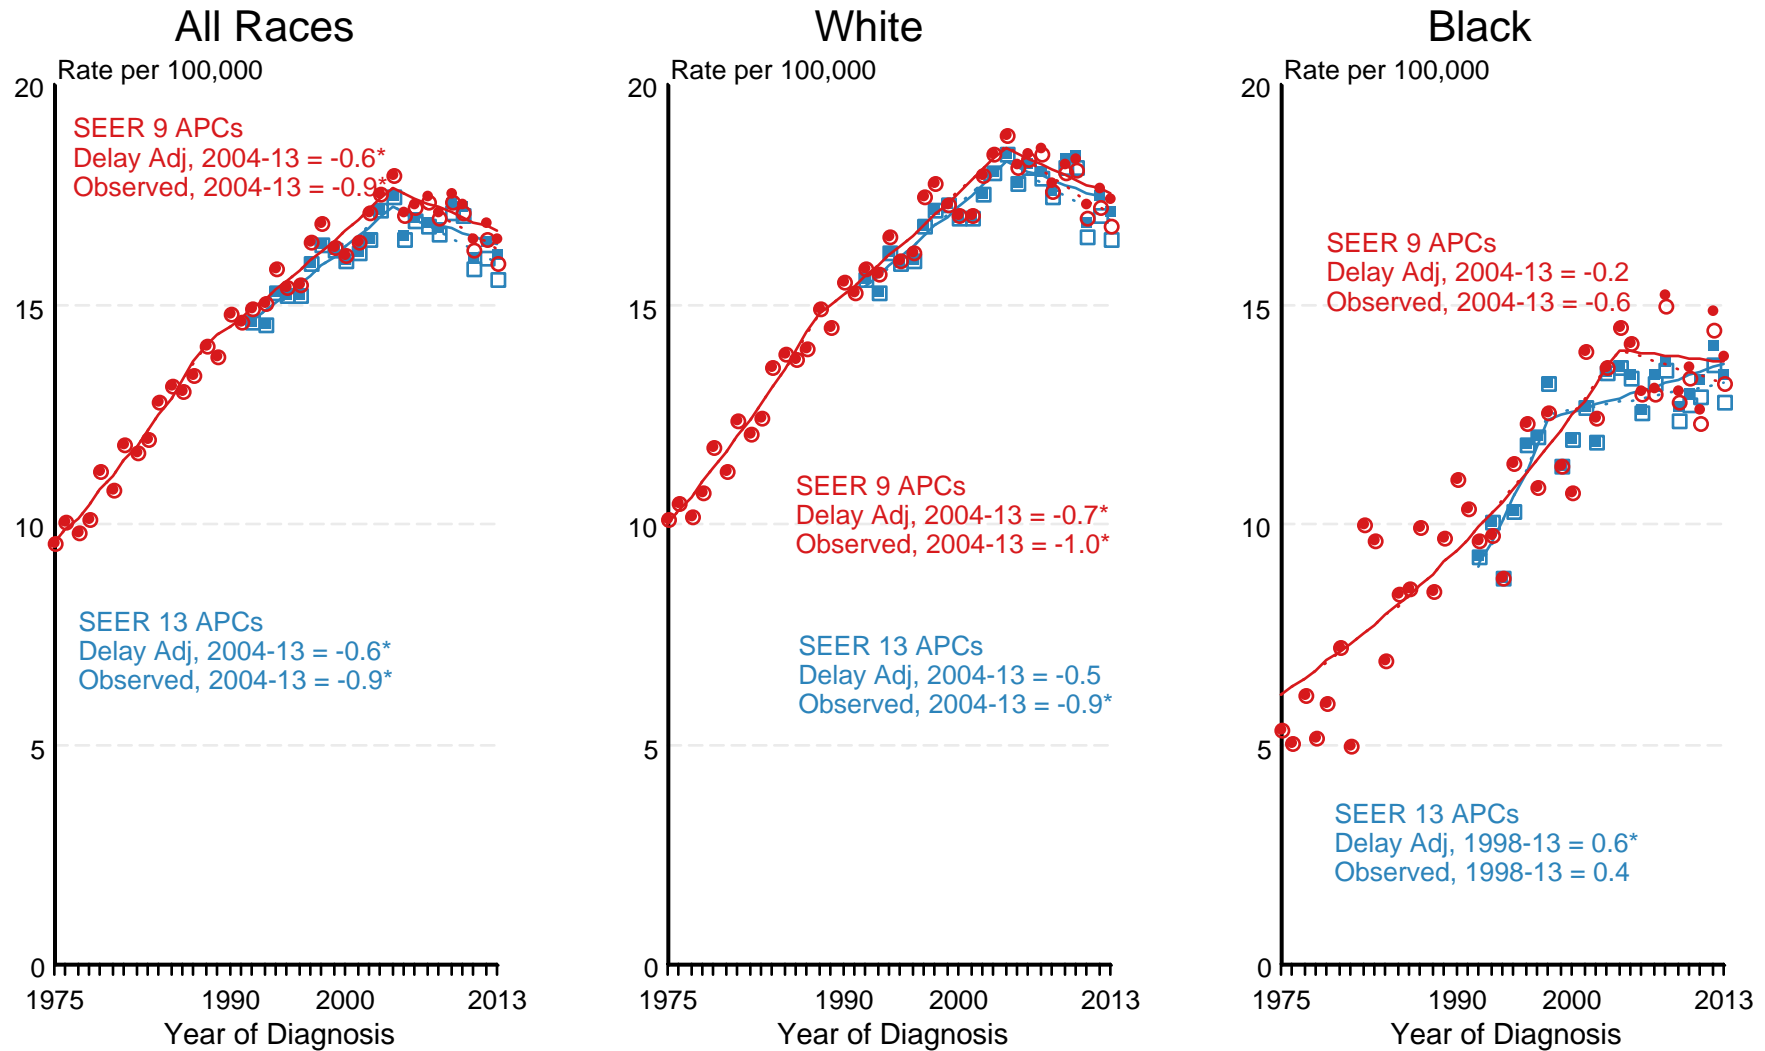 All Races
Rate per 100,000
20
15
10
5
0
SEER 9 APCs
Delay Adj, 2004-13 = -0.6*
Observed, 2004-13 = -0.9*
SEER 13 APCs
Delay Adj, 2004-13 = -0.6*
Observed, 2004-13 = -0.9*
1975 1990 2000 2013
Year of Diagnosis
White
Rate per 100,000
20
15
10
5
0
SEER 9 APCs
Delay Adj, 2004-13 = -0.7*
Observed, 2004-13 = -1.0*
SEER 13 APCs
Delay Adj, 2004-13 = -0.5
Observed, 2004-13 = -0.9*
1975 1990 2000 2013
Year of Diagnosis
Black
Rate per 100,000
20
15
10
5
0
SEER 9 APCs
Delay Adj, 2004-13 = -0.2
Observed, 2004-13 = -0.6
SEER 13 APCs
Delay Adj, 1998-13 = 0.6*
Observed, 1998-13 = 0.4
1975 1990 2000 2013
Year of Diagnosis